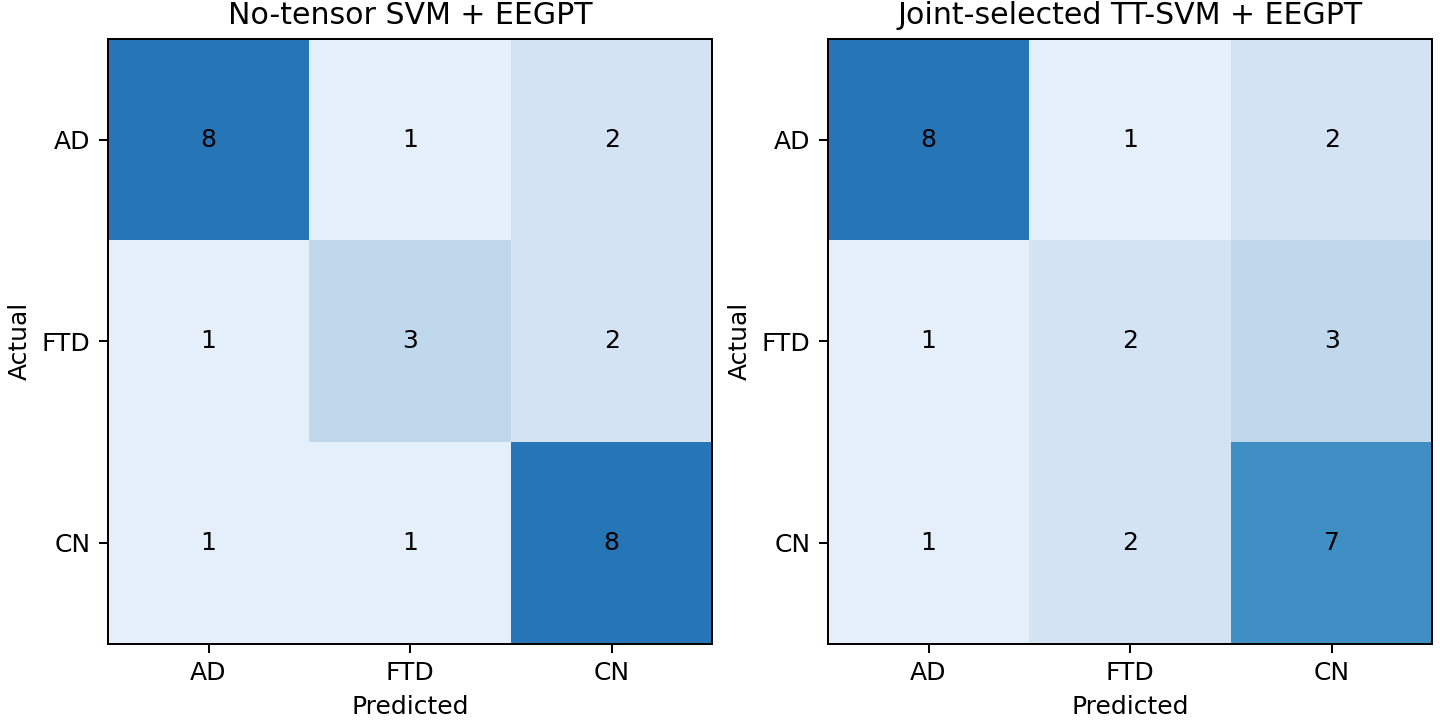 No-tensor SVM + EEGPT
AD
8
1
2
FTD
1
3
2
CN
1
1
8
AD
FTD
CN
Predicted
Actual
Joint-selected TT-SVM + EEGPT
AD
8
1
2
FTD
1
2
3
CN
1
2
7
AD
FTD
CN
Predicted
Actual